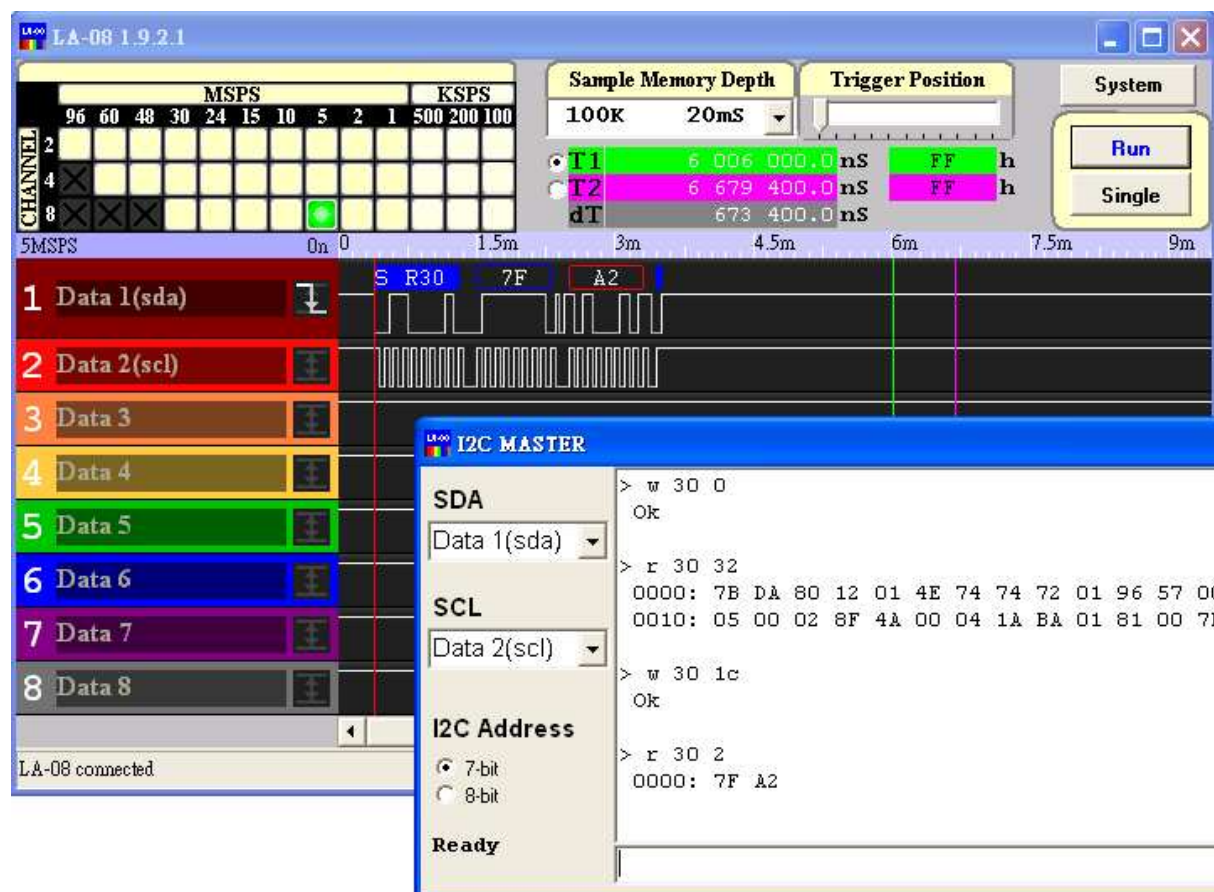 LA-08 1.9.2.1
MSPS KSPS
96 60 48 30 24 15 10 5 2 1 500 200 100
CHANNEL
2
4
8
Sample Memory Depth
100K 20mS
Trigger Position
System
Run
Single
T1 6 006 000.0 nS FF h
T2 6 679 400.0 nS FF h
dT 673 400.0 nS
5MSPS 0n 0 1.5m 3m 4.5m 6m 7.5m 9m
S R30 7F A2
1 Data 1(sda)
2 Data 2(scl)
3 Data 3
4 Data 4
5 Data 5
6 Data 6
7 Data 7
8 Data 8
LA-08 connected
I2C MASTER
SDA
Data 1(sda)
SCL
Data 2(scl)
I2C Address
7-bit
8-bit
Ready
> w 30 0
Ok
> r 30 32
0000: 7B DA 80 12 01 4E 74 74 72 01 96 57
0010: 05 00 02 8F 4A 00 04 1A BA 01 81 00
> w 30 1c
Ok
> r 30 2
0000: 7F A2